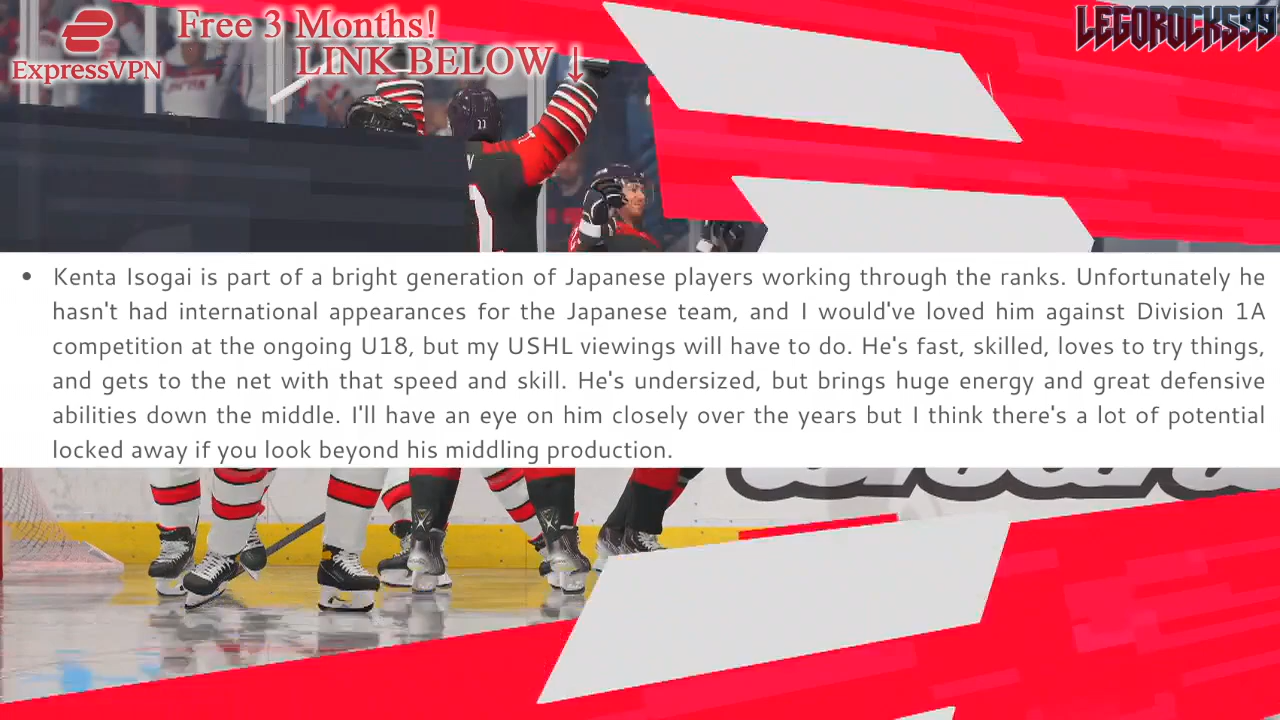 ExpressVPN
Free 3 Months!
LINK BELOW ↓
LEGOROCKS99
11
• Kenta Isogai is part of a bright generation of Japanese players working through the ranks. Unfortunately he
hasn't had international appearances for the Japanese team, and I would've loved him against Division 1A
competition at the ongoing U18, but my USHL viewings will have to do. He's fast, skilled, loves to try things,
and gets to the net with that speed and skill. He's undersized, but brings huge energy and great defensive
abilities down the middle. I'll have an eye on him closely over the years but I think there's a lot of potential
locked away if you look beyond his middling production.